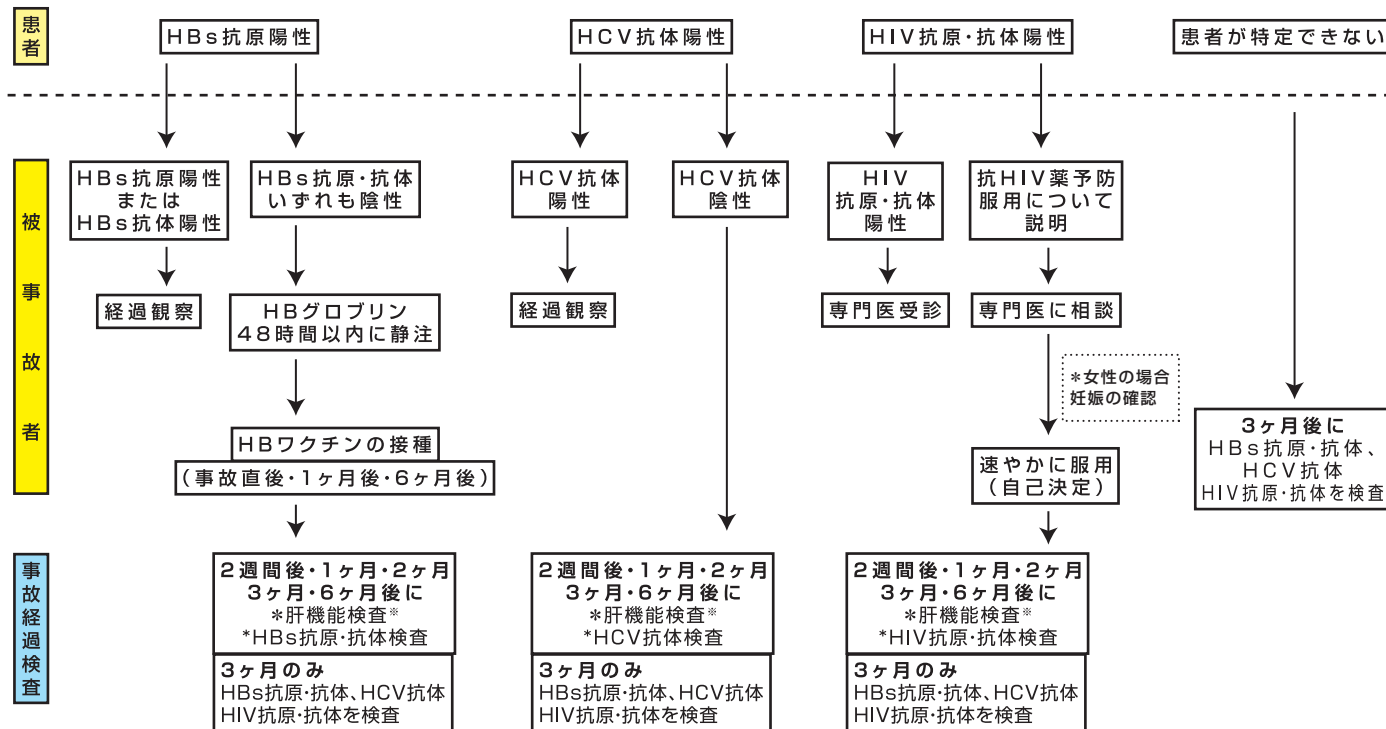 患者
HBs抗原陽性
HCV抗体陽性
HIV抗原・抗体陽性
患者が特定できない
被事故者
HBs抗原陽性
または
HBs抗体陽性
HBs抗原・抗体
いずれも陰性
HCV抗体
陽性
HCV抗体
陰性
HIV
抗原・抗体
陽性
抗HIV薬予防
服用について
説明
経過観察
HBグロブリン
48時間以内に静注
経過観察
専門医受診
専門医に相談
*女性の場合
妊娠の確認
HBワクチンの接種
(事故直後・1ヶ月後・6ヶ月後)
速やかに服用
(自己決定)
3ヶ月後に
HBs抗原・抗体、
HCV抗体
HIV抗原・抗体を検査
事故経過検査
2週間後・1ヶ月・2ヶ月
3ヶ月・6ヶ月後に
*肝機能検査※
*HBs抗原・抗体検査
3ヶ月のみ
HBs抗原・抗体、HCV抗体
HIV抗原・抗体を検査
2週間後・1ヶ月・2ヶ月
3ヶ月・6ヶ月後に
*肝機能検査※
*HCV抗体検査
3ヶ月のみ
HBs抗原・抗体、HCV抗体
HIV抗原・抗体を検査
2週間後・1ヶ月・2ヶ月
3ヶ月・6ヶ月後に
*肝機能検査※
*HIV抗原・抗体検査
3ヶ月のみ
HBs抗原・抗体、HCV抗体
HIV抗原・抗体を検査